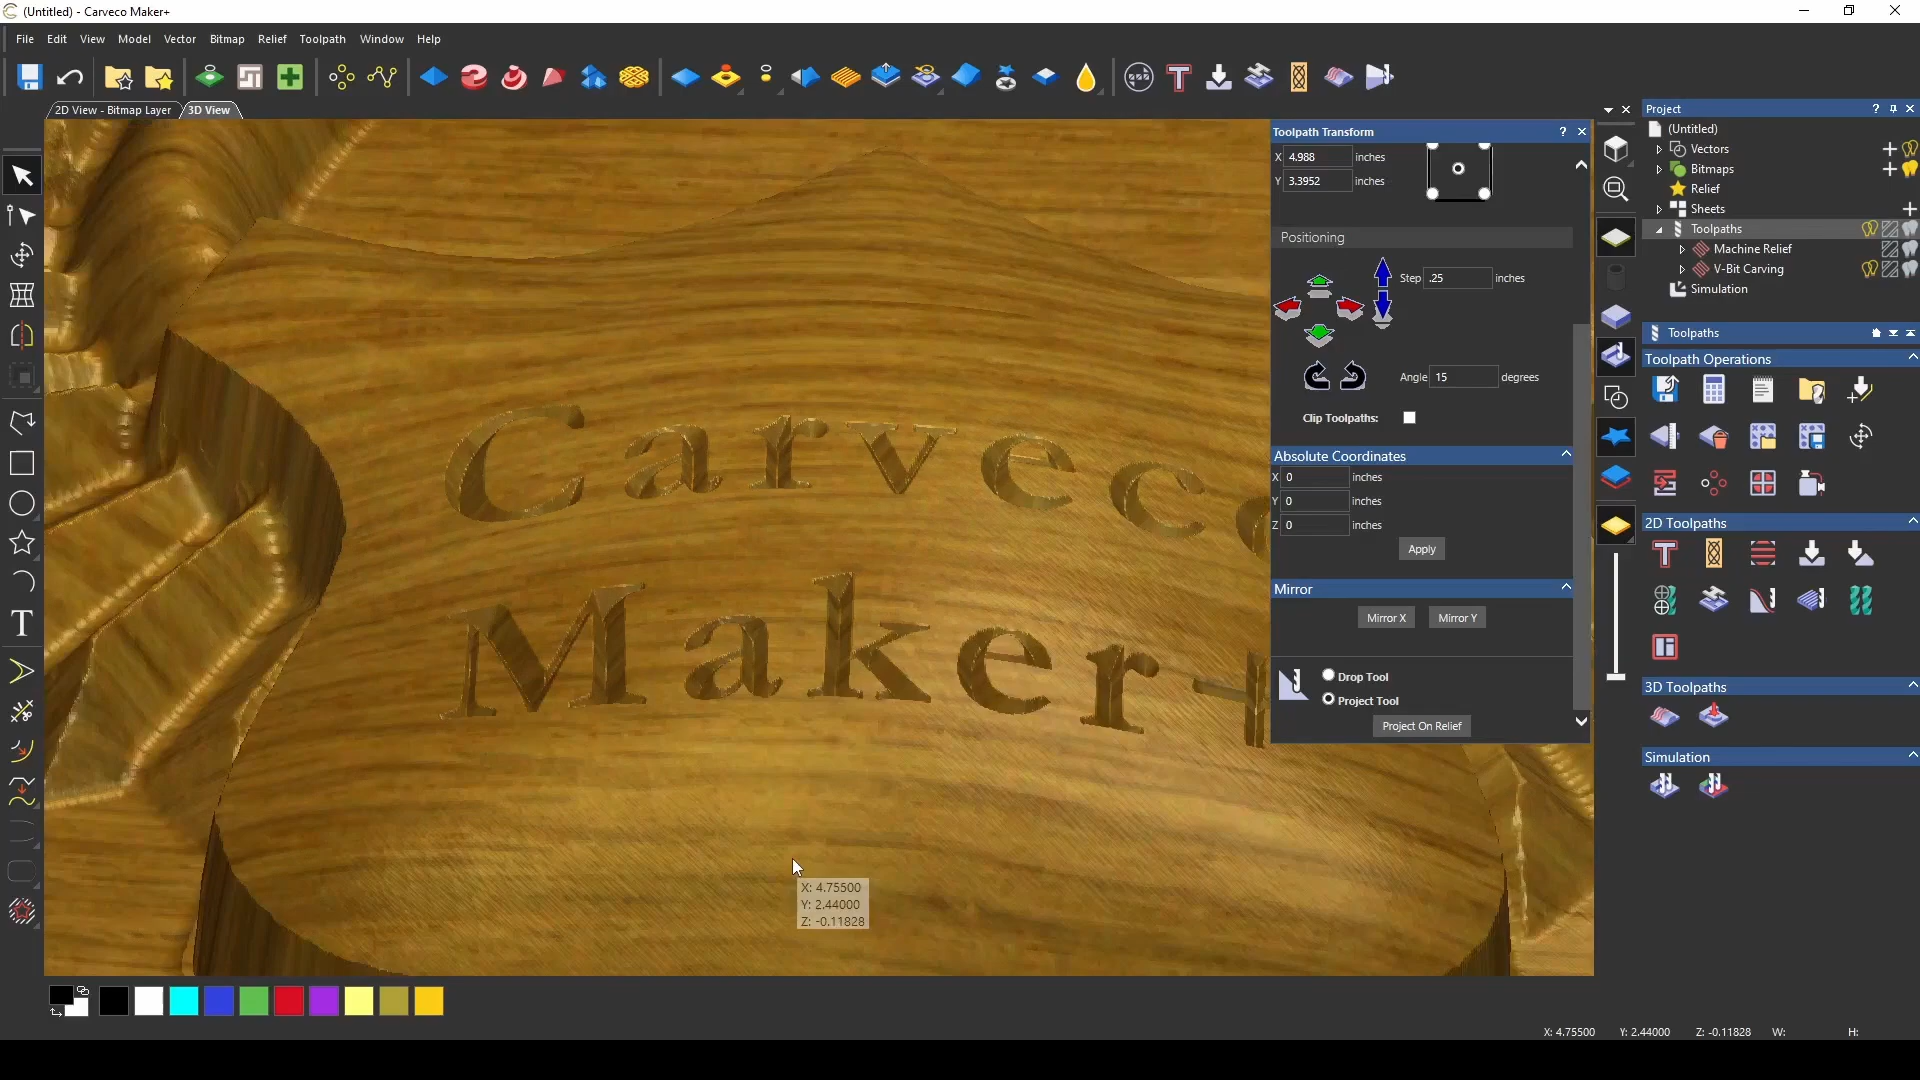 (Untitled) - Carveco Maker+
File Edit View Model Vector Bitmap Relief Toolpath Window Help
2D View - Bitmap Layer 3D View
Carveco
Maker+
X: 4.75500
Y: 2.44000
Z: -0.11828
Toolpath Transform ?
X 4.988 inches
Y 3.3952 inches
Positioning
Step .25 inches
Angle 15 degrees
Clip Toolpaths:
Absolute Coordinates
X 0 inches
Y 0 inches
Z 0 inches
Apply
Mirror
Mirror X Mirror Y
Drop Tool
Project Tool
Project On Relief
Project ?
(Untitled)
Vectors
Bitmaps
Relief
Sheets
Toolpaths
Machine Relief
V-Bit Carving
Simulation
Toolpaths
Toolpath Operations
2D Toolpaths
3D Toolpaths
Simulation
X: 4.75500 Y: 2.44000 Z: -0.11828 W: H: